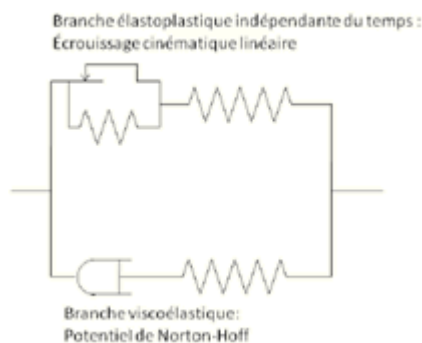 Branche élastoplastique indépendante du temps :
Écrouissage cinématique linéaire
Branche viscoélastique:
Potentiel de Norton-Hoff